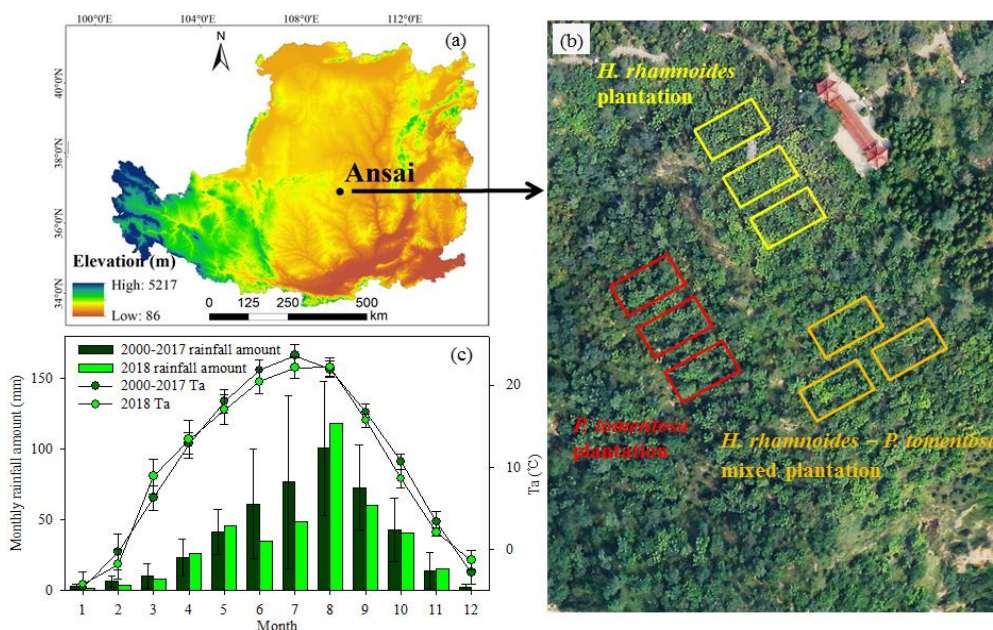 100°0'E 104°0'E 108°0'E 112°0'E
N
(a)
40°0'N
38°0'N
36°0'N
34°0'N
Ansai
Elevation (m)
High: 5217
Low: 86
0 125 250 500
km
(b)
H. rhamnoides
plantation
P. tomentosa
plantation
H. rhamnoides – P. tomentosa
mixed plantation
(c)
2000-2017 rainfall amount
2018 rainfall amount
2000-2017 Ta
2018 Ta
Monthly rainfall amount (mm)
150
100
50
0
20
10
0
Ta (℃)
1 2 3 4 5 6 7 8 9 10 11 12
Month